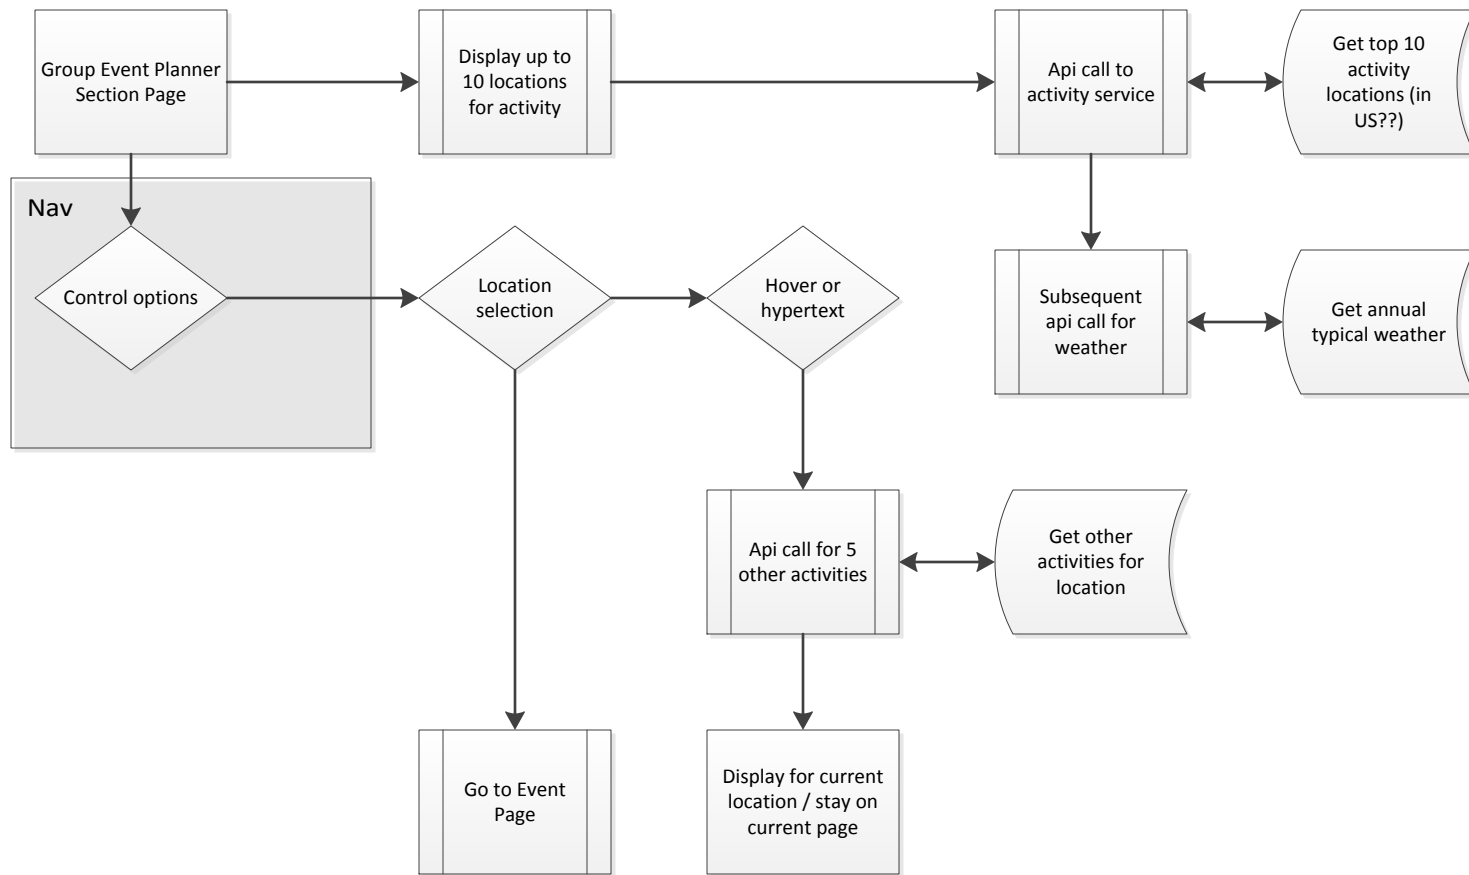 Group Event Planner
Section Page
Display up to
10 locations
for activity
Api call to
activity service
Get top 10
activity
locations (in
US??)
Nav
Control options
Location
selection
Hover or
hypertext
Subsequent
api call for
weather
Get annual
typical weather
Api call for 5
other activities
Get other
activities for
location
Go to Event
Page
Display for current
location / stay on
current page